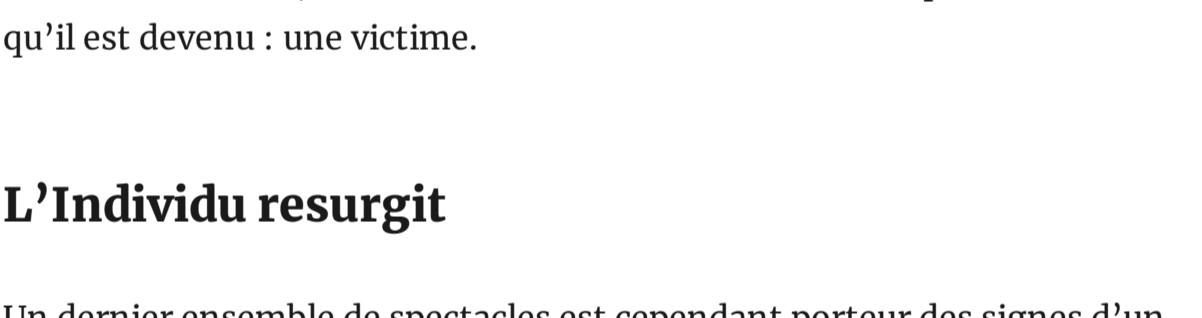 qu’il est devenu : une victime.
L’Individu resurgit
Un dernier ensemble de spectacles est cependant porteur des signes d’un